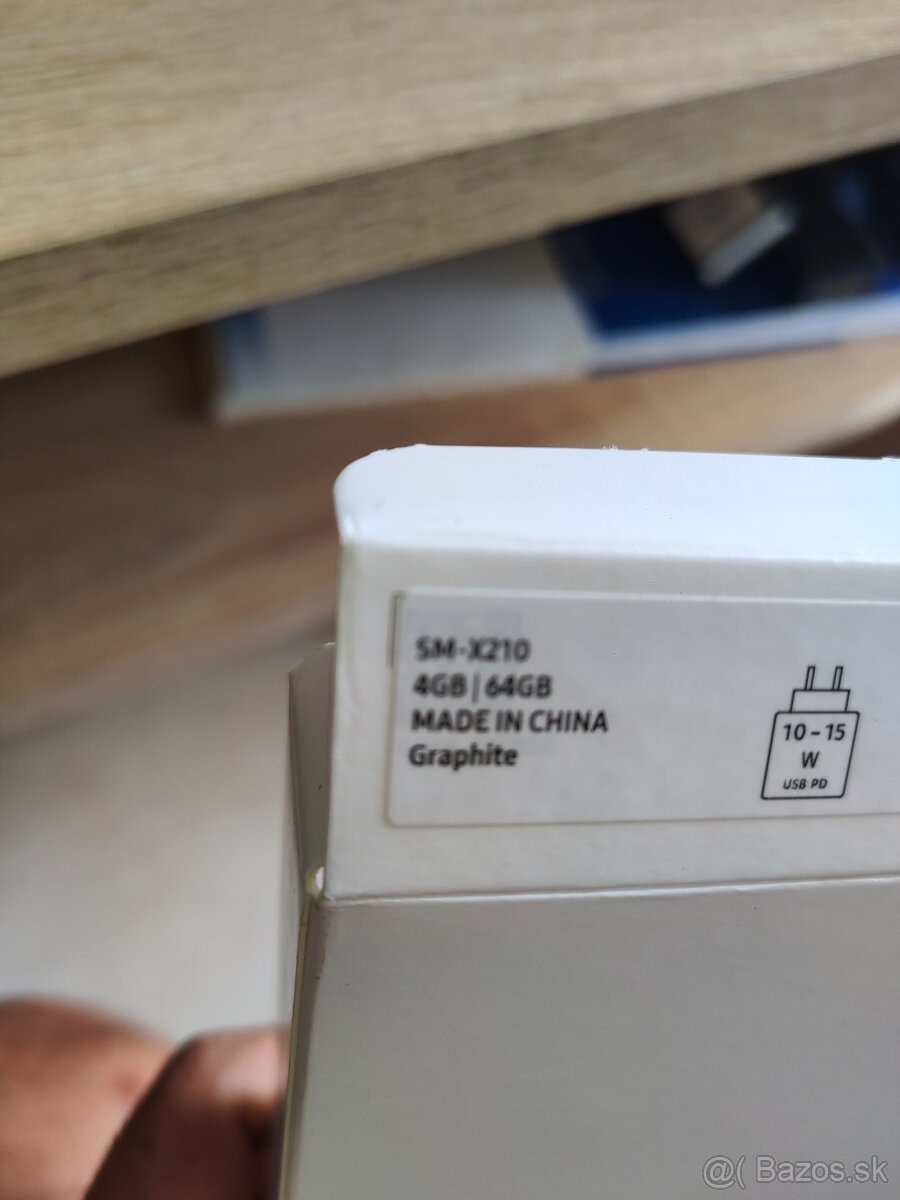 SM-X210
4GB | 64GB
MADE IN CHINA
Graphite
10 - 15
W
USB PD
@( Bazos.sk